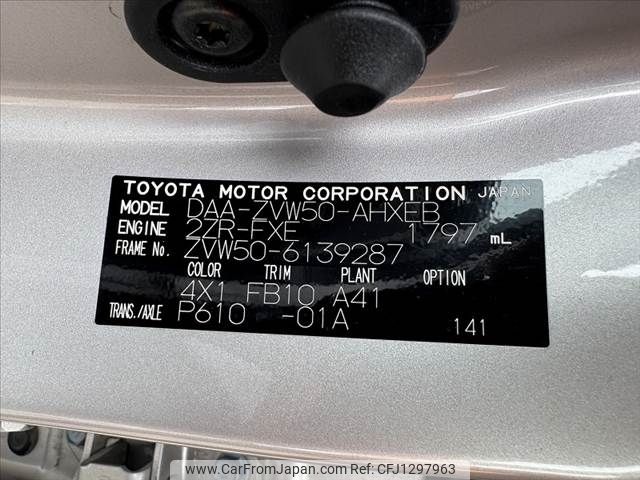 TOYOTA MOTOR CORPORATION JAPAN
MODEL DAA-ZVW50-AHXEB
ENGINE 2ZR-FXE 1797 mL
FRAME No. ZVW50-6139287
COLOR TRIM PLANT OPTION
4X1 FB10 A41
TRANS./AXLE P610 -01A
141
www.CarFromJapan.com - Ref#CFJ1297963